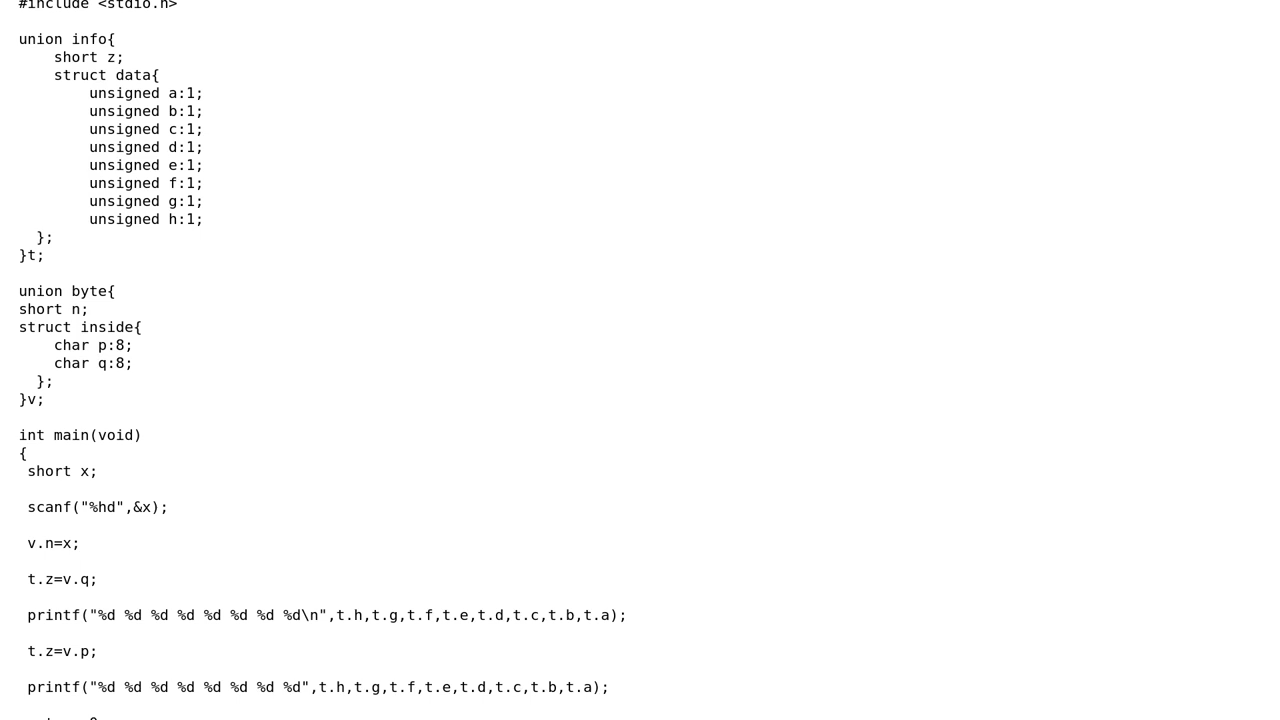 #include <stdio.h>
union info{
    short z;
    struct data{
        unsigned a:1;
        unsigned b:1;
        unsigned c:1;
        unsigned d:1;
        unsigned e:1;
        unsigned f:1;
        unsigned g:1;
        unsigned h:1;
  };
}t;
union byte{
short n;
struct inside{
    char p:8;
    char q:8;
  };
}v;
int main(void)
{
 short x;
 scanf("%hd",&x);
 v.n=x;
 t.z=v.q;
 printf("%d %d %d %d %d %d %d %d\n",t.h,t.g,t.f,t.e,t.d,t.c,t.b,t.a);
 t.z=v.p;
 printf("%d %d %d %d %d %d %d %d",t.h,t.g,t.f,t.e,t.d,t.c,t.b,t.a);